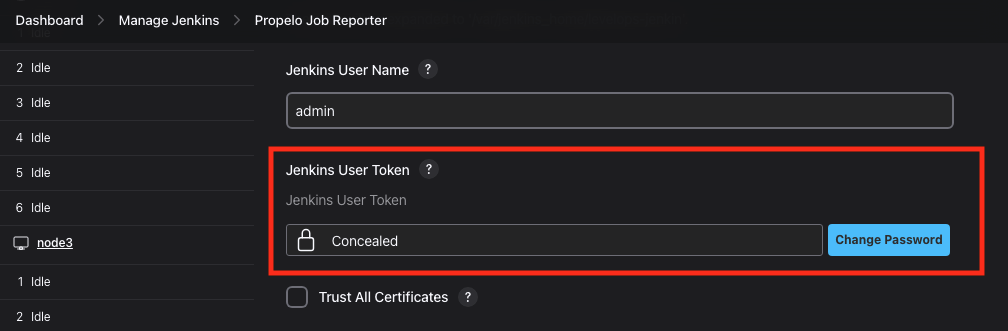 Dashboard > Manage Jenkins > Propelo Job Reporter
1 Idle
2 Idle
3 Idle
4 Idle
5 Idle
6 Idle
node3
1 Idle
2 Idle
Jenkins User Name ?
admin
Jenkins User Token ?
Jenkins User Token
Concealed
Change Password
Trust All Certificates ?